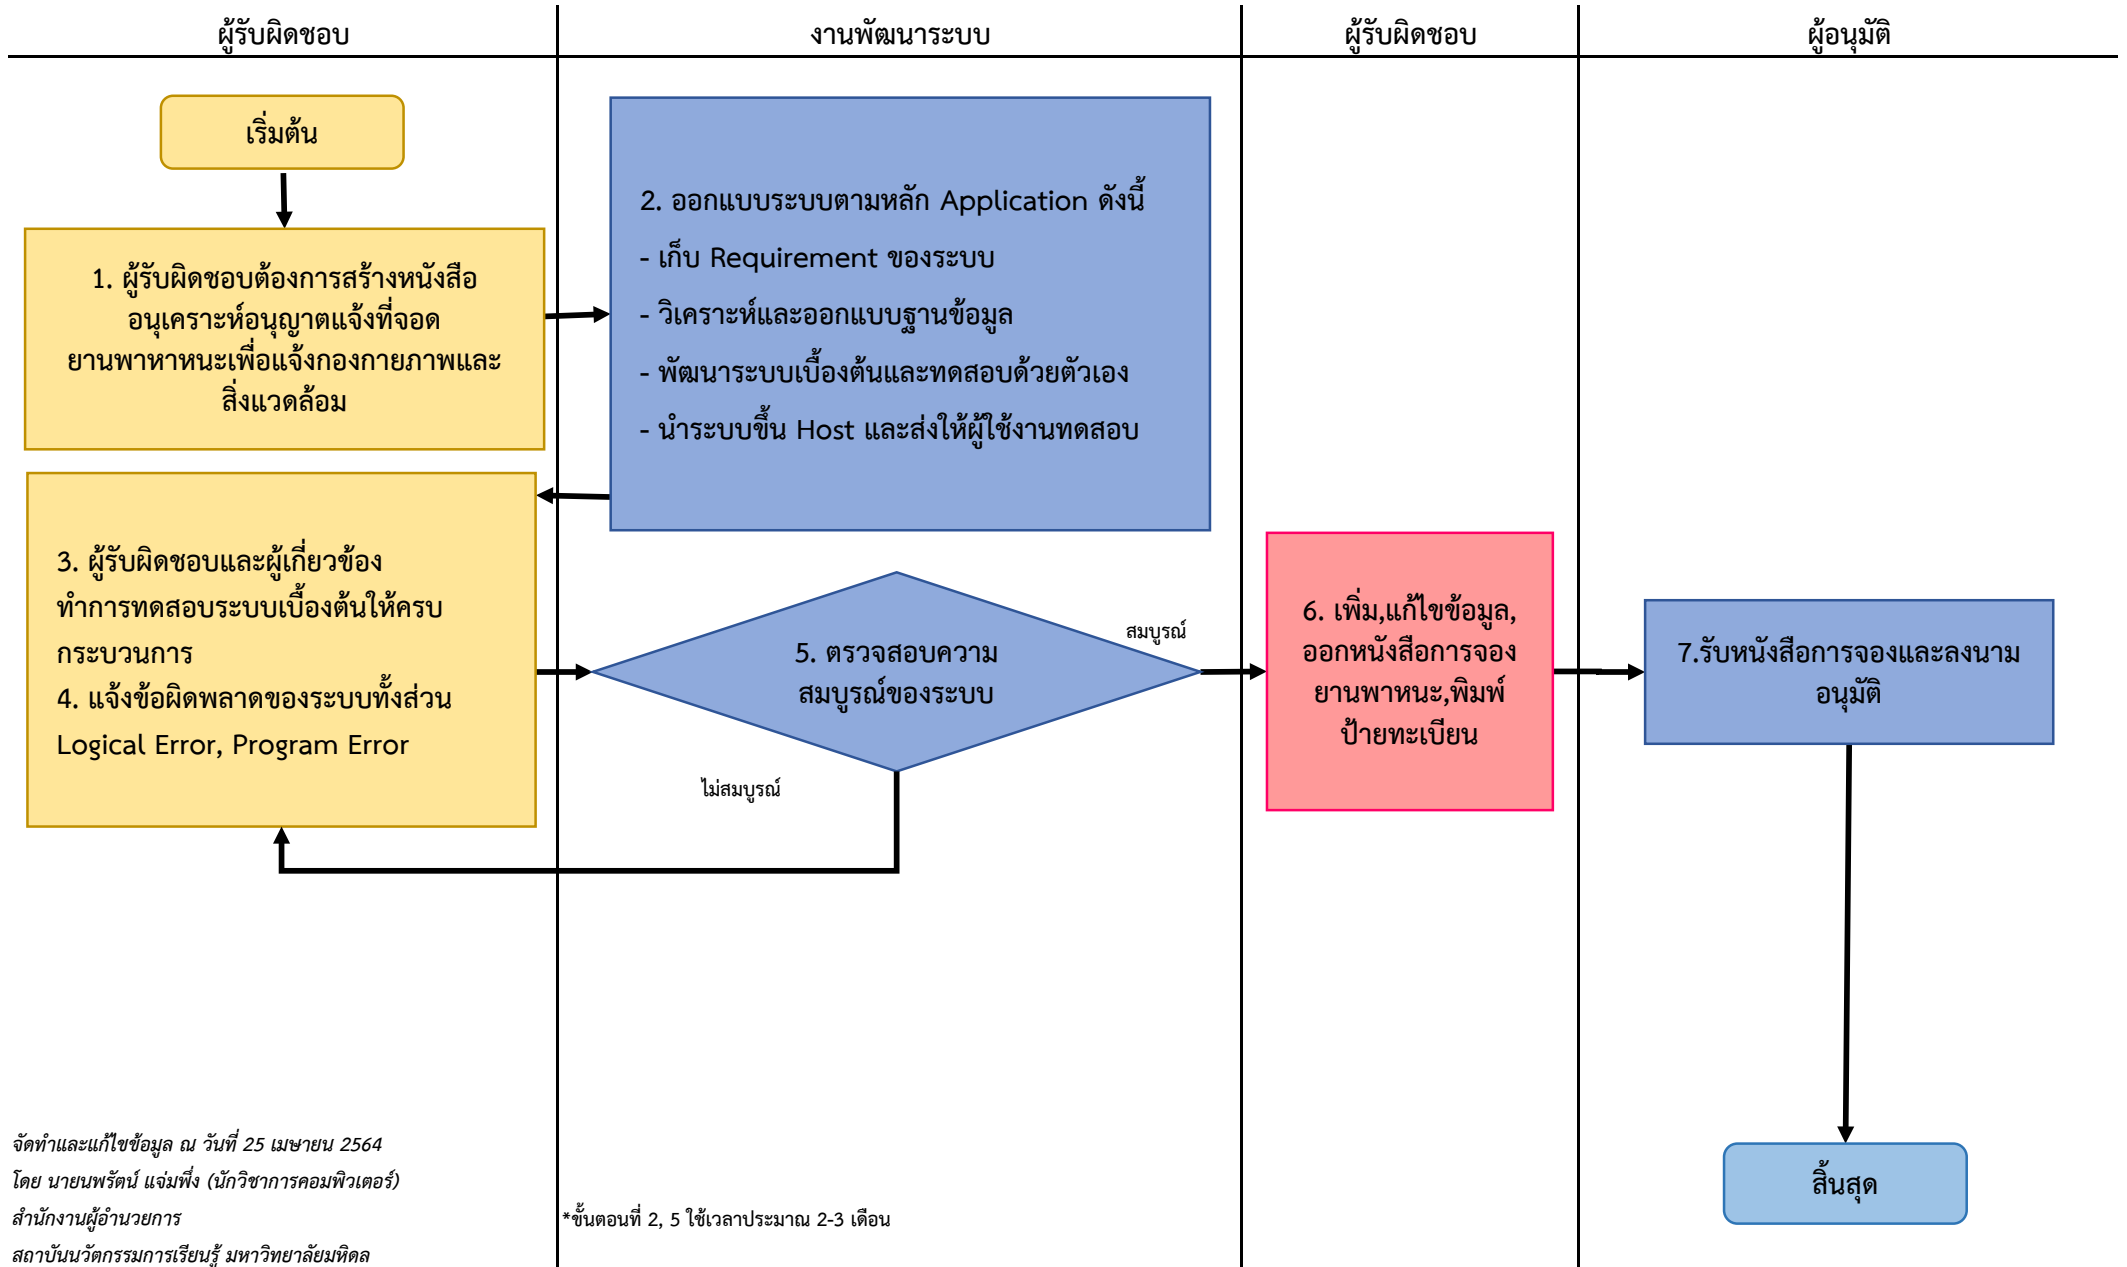 ผู้รับผิดชอบ
งานพัฒนาระบบ
ผู้รับผิดชอบ
ผู้อนุมัติ
เริ่มต้น
1. ผู้รับผิดชอบต้องการสร้างหนังสือ
อนุเคราะห์อนุญาตแจ้งที่จอด
ยานพาหาหนะเพื่อแจ้งกองกายภาพและ
สิ่งแวดล้อม
2. ออกแบบระบบตามหลัก Application ดังนี้
- เก็บ Requirement ของระบบ
- วิเคราะห์และออกแบบฐานข้อมูล
- พัฒนาระบบเบื้องต้นและทดสอบด้วยตัวเอง
- นำระบบขึ้น Host และส่งให้ผู้ใช้งานทดสอบ
3. ผู้รับผิดชอบและผู้เกี่ยวข้อง
ทำการทดสอบระบบเบื้องต้นให้ครบ
กระบวนการ
4. แจ้งข้อผิดพลาดของระบบทั้งส่วน
Logical Error, Program Error
5. ตรวจสอบความ
สมบูรณ์ของระบบ
สมบูรณ์
ไม่สมบูรณ์
6. เพิ่ม,แก้ไขข้อมูล,
ออกหนังสือการจอง
ยานพาหนะ,พิมพ์
ป้ายทะเบียน
7.รับหนังสือการจองและลงนาม
อนุมัติ
สิ้นสุด
จัดทำและแก้ไขข้อมูล ณ วันที่ 25 เมษายน 2564
โดย นายนพรัตน์ แจ่มพึ่ง (นักวิชาการคอมพิวเตอร์)
สำนักงานผู้อำนวยการ
สถาบันนวัตกรรมการเรียนรู้ มหาวิทยาลัยมหิดล
*ขั้นตอนที่ 2, 5 ใช้เวลาประมาณ 2-3 เดือน